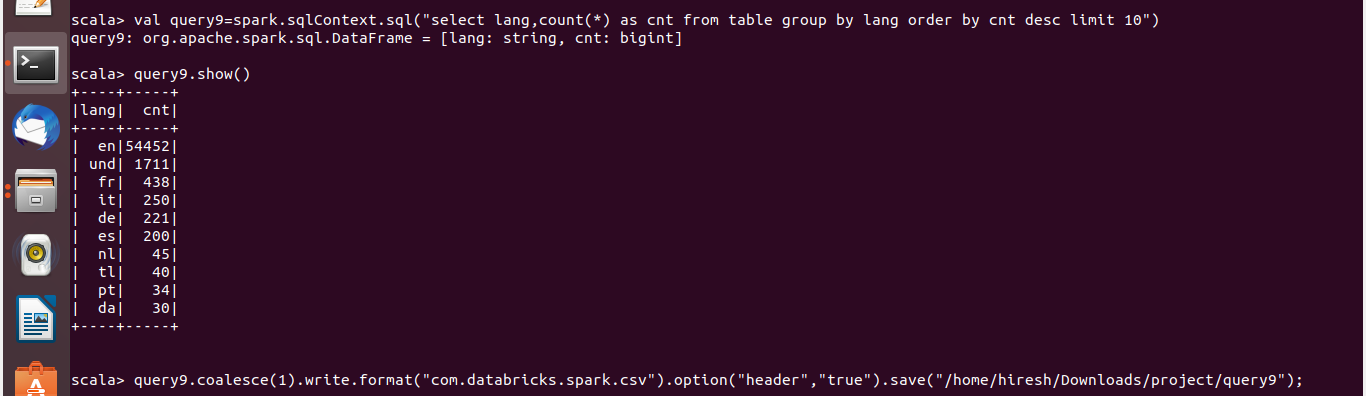 scala> val query9=spark.sqlContext.sql("select lang,count(*) as cnt from table group by lang order by cnt desc limit 10")
query9: org.apache.spark.sql.DataFrame = [lang: string, cnt: bigint]
scala> query9.show()
+----+-----+
|lang|  cnt|
+----+-----+
|  en|54452|
| und| 1711|
|  fr|  438|
|  it|  250|
|  de|  221|
|  es|  200|
|  nl|   45|
|  tl|   40|
|  pt|   34|
|  da|   30|
+----+-----+
scala> query9.coalesce(1).write.format("com.databricks.spark.csv").option("header","true").save("/home/hiresh/Downloads/project/query9");